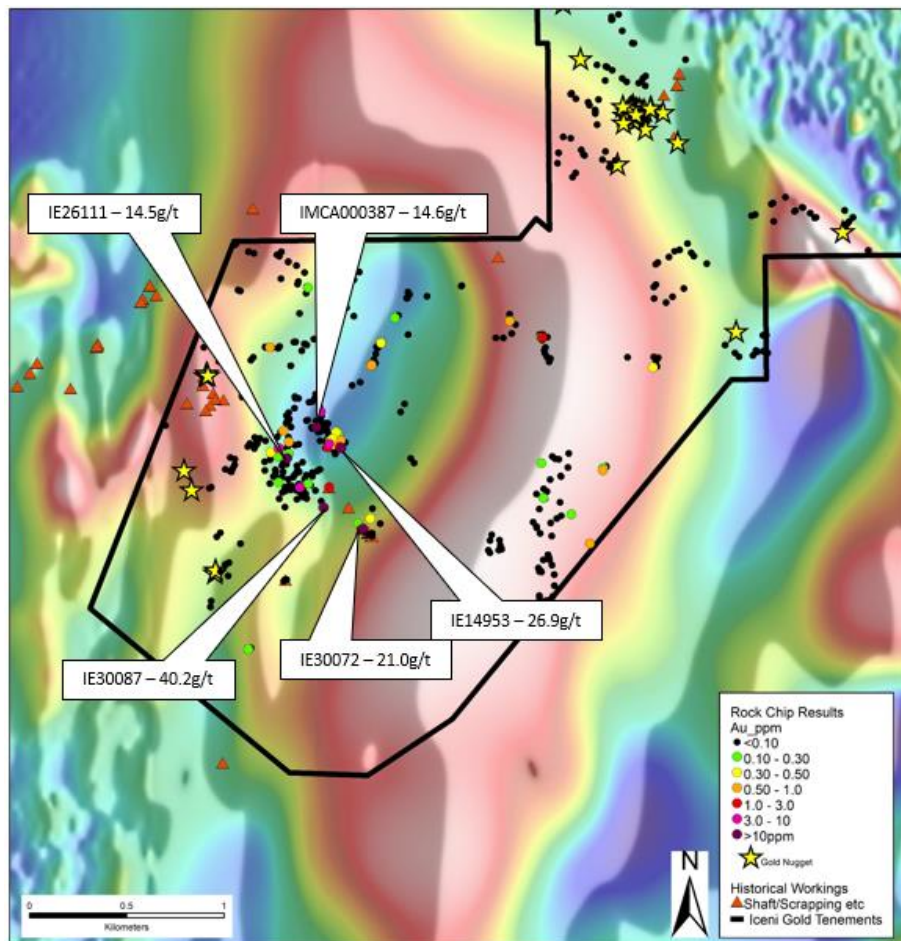 IE26111 – 14.5g/t
IMCA000387 – 14.6g/t
IE14953 – 26.9g/t
IE30072 – 21.0g/t
IE30087 – 40.2g/t
Rock Chip Results
Au_ppm
<0.10
0.10 - 0.30
0.30 - 0.50
0.50 - 1.0
1.0 - 3.0
3.0 - 10
>10ppm
Gold Nugget
Historical Workings
Shaft/Scrapping etc
Iceni Gold Tenements
N
0 0.5 1
Kilometers